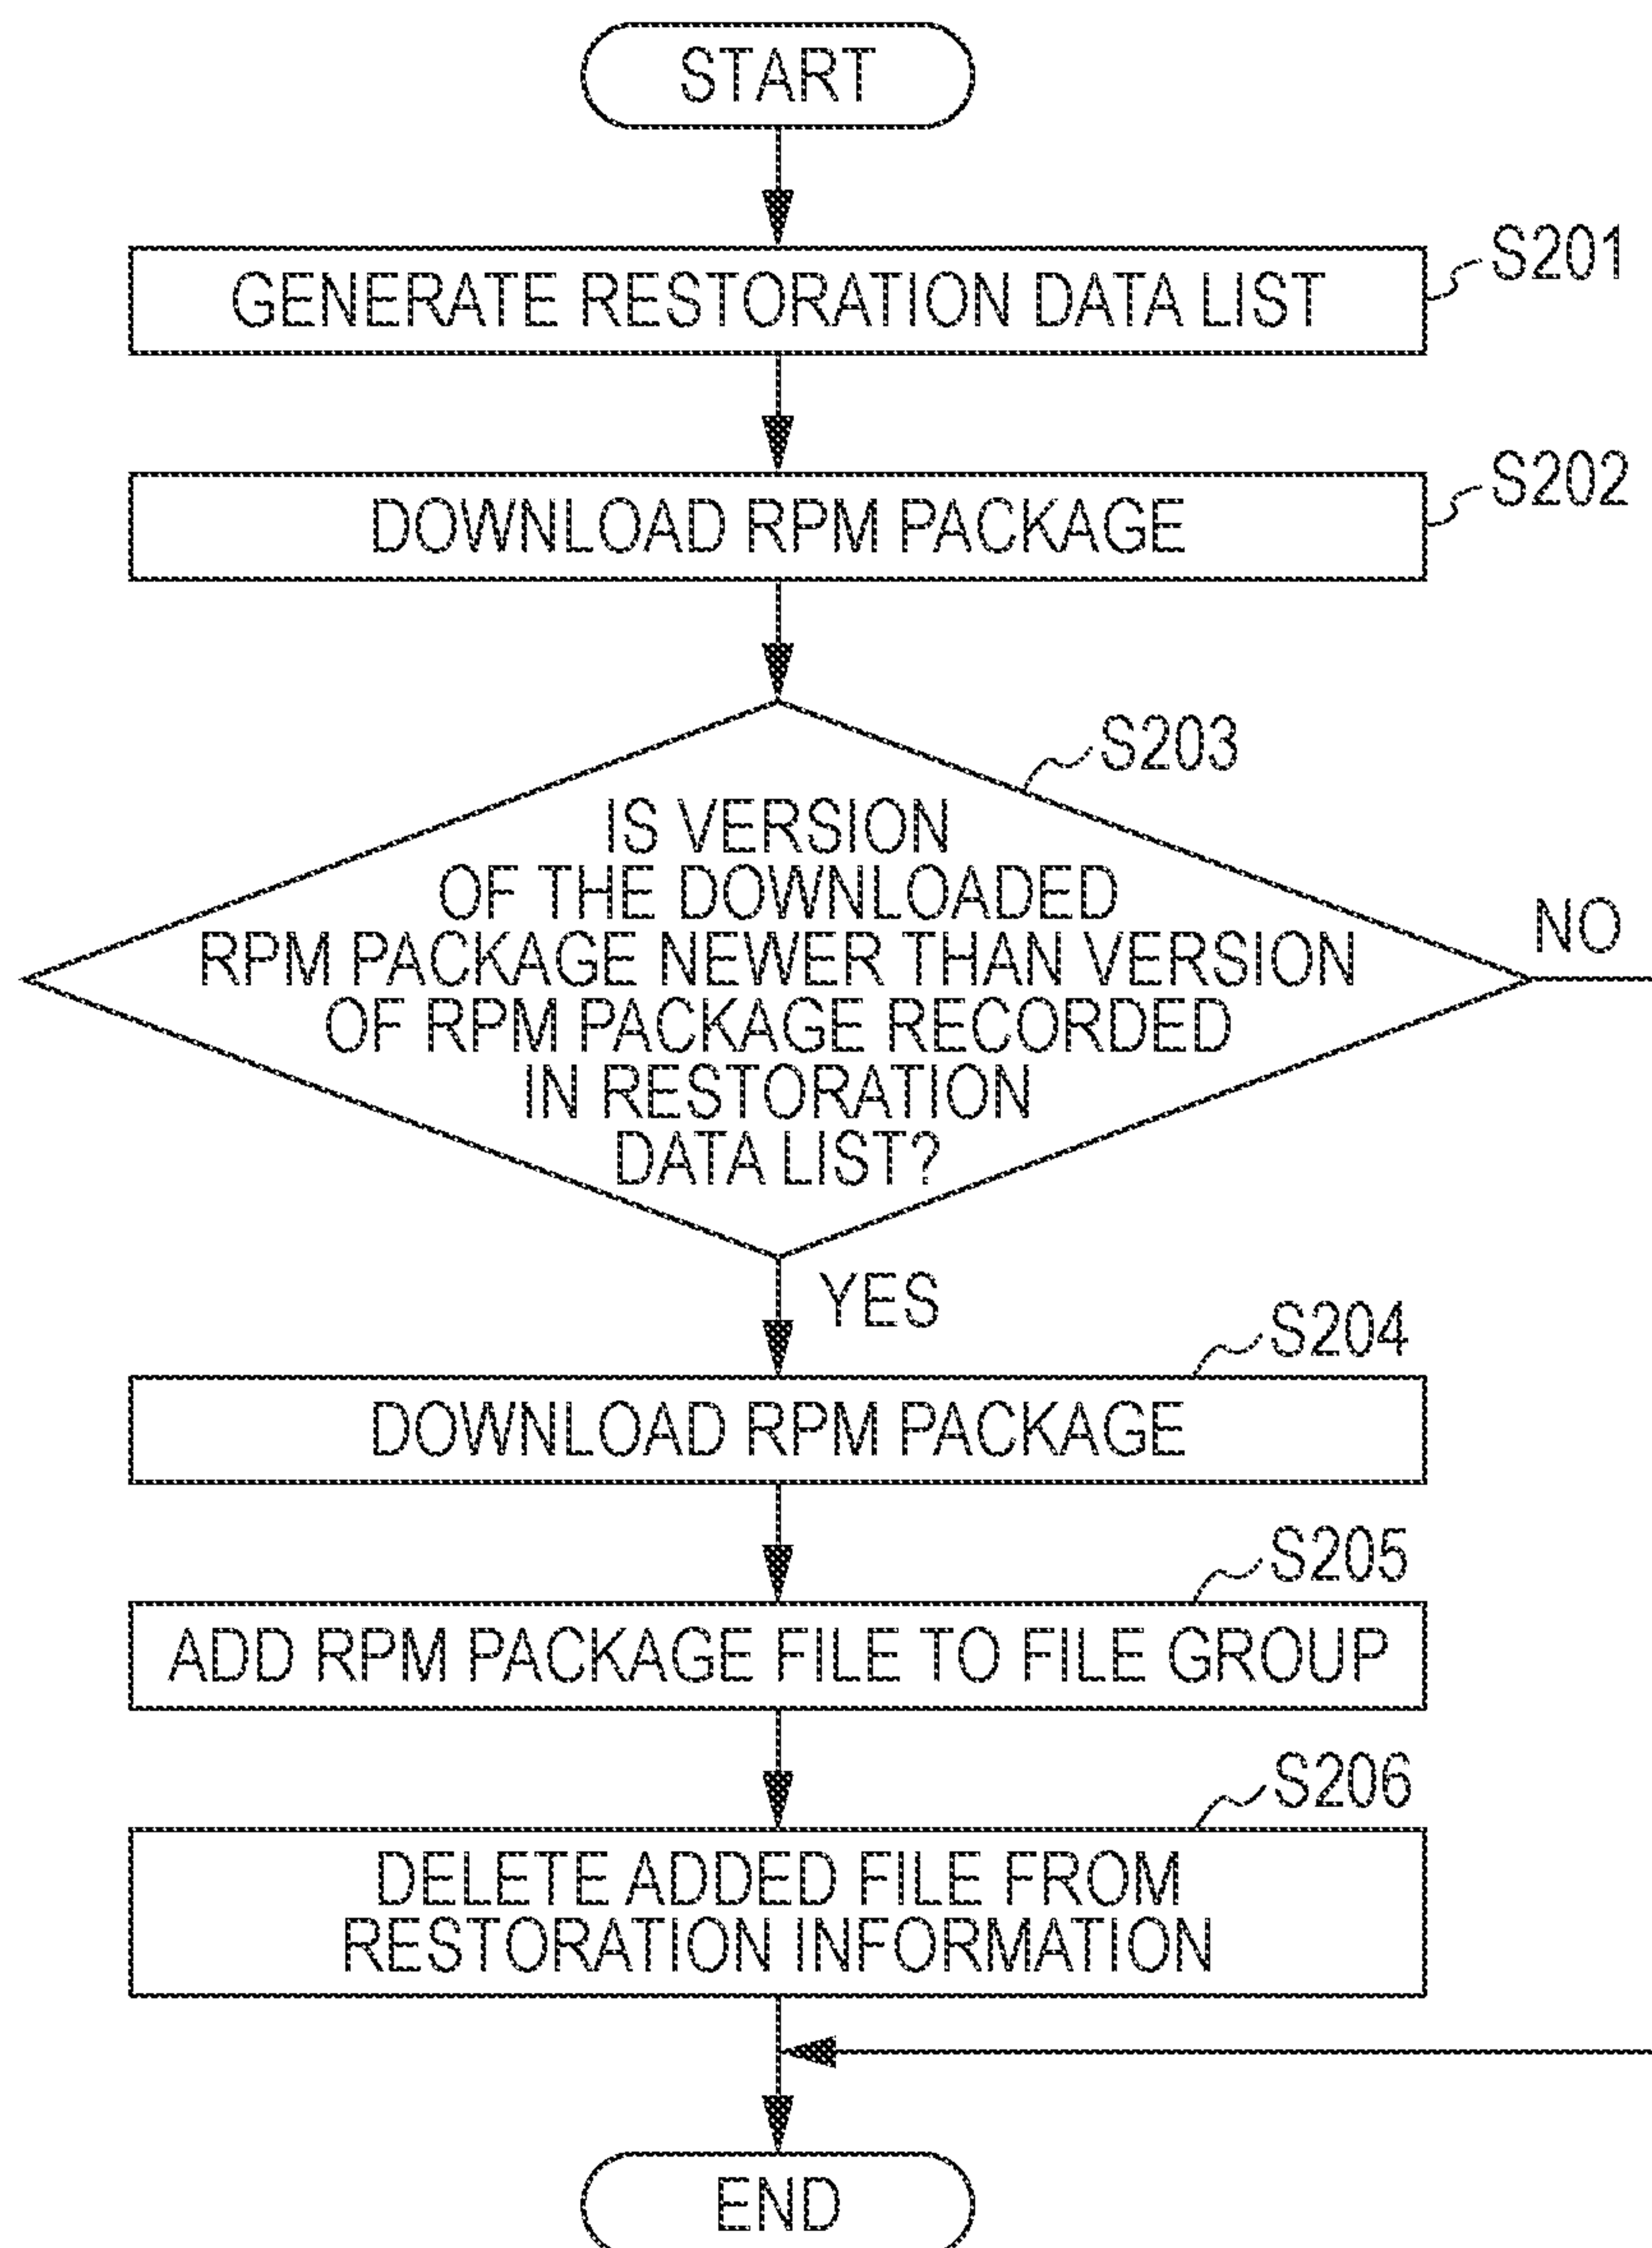 START
GENERATE RESTORATION DATA LIST
S201
DOWNLOAD RPM PACKAGE
S202
S203
IS VERSION
OF THE DOWNLOADED
RPM PACKAGE NEWER THAN VERSION
OF RPM PACKAGE RECORDED
IN RESTORATION
DATA LIST?
NO
YES
S204
DOWNLOAD RPM PACKAGE
S205
ADD RPM PACKAGE FILE TO FILE GROUP
S206
DELETE ADDED FILE FROM
RESTORATION INFORMATION
END